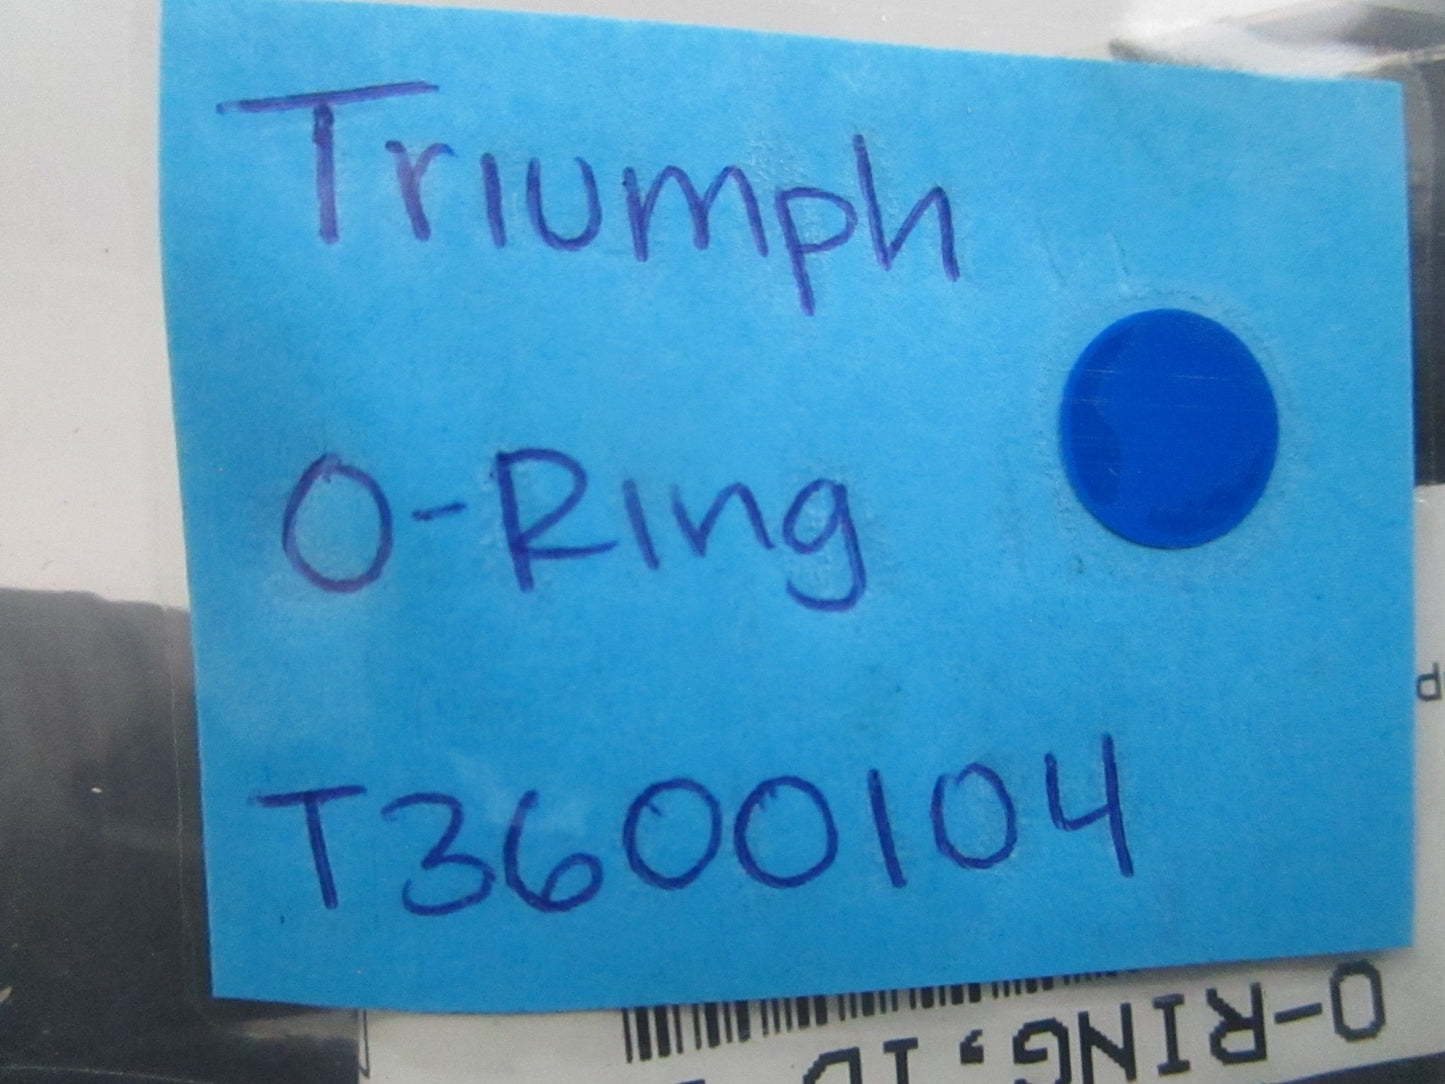 Triumph
O-Ring
T3600104
P
O-RING, ID